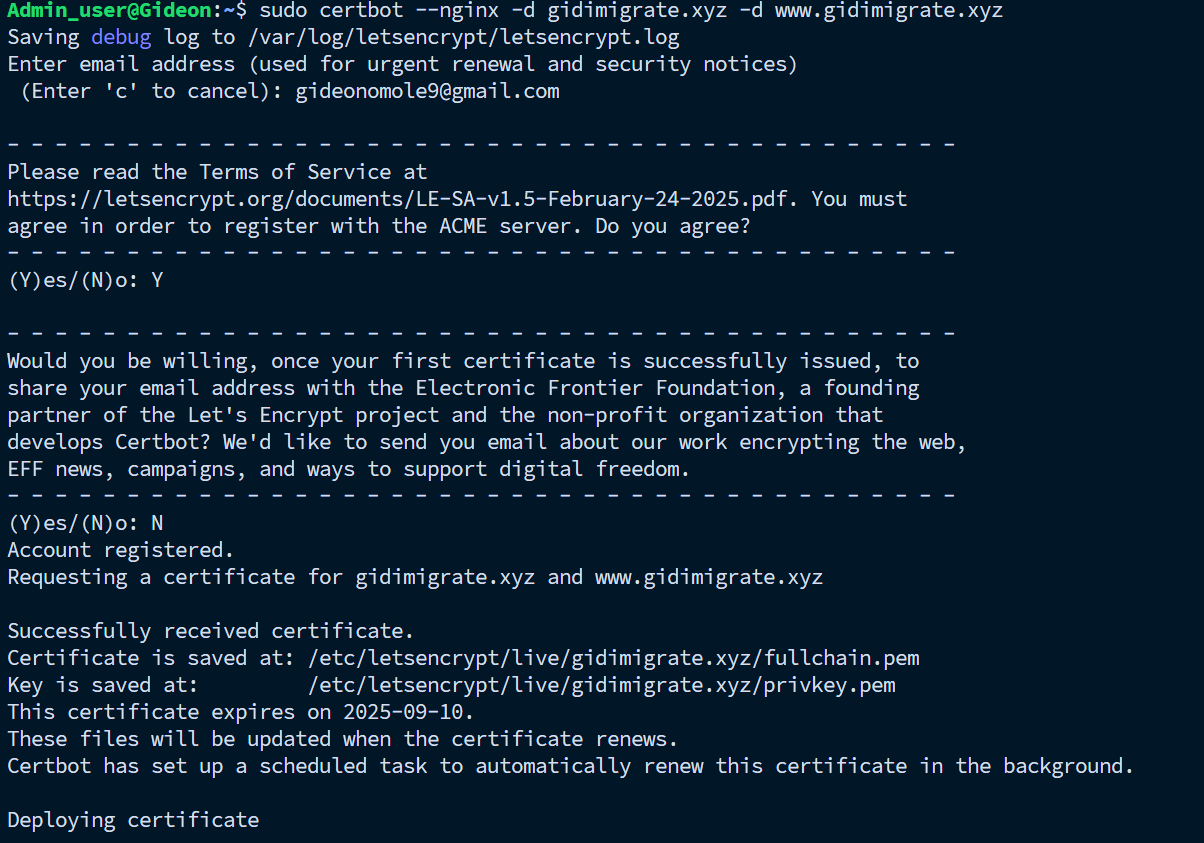 Admin_user@Gideon:~$ sudo certbot --nginx -d gidimigrate.xyz -d www.gidimigrate.xyz
Saving debug log to /var/log/letsencrypt/letsencrypt.log
Enter email address (used for urgent renewal and security notices)
 (Enter 'c' to cancel): gideonomole9@gmail.com
- - - - - - - - - - - - - - - - - - - - - - - - - - - - - - - - - - - - - - - -
Please read the Terms of Service at
https://letsencrypt.org/documents/LE-SA-v1.5-February-24-2025.pdf. You must
agree in order to register with the ACME server. Do you agree?
- - - - - - - - - - - - - - - - - - - - - - - - - - - - - - - - - - - - - - - -
(Y)es/(N)o: Y
- - - - - - - - - - - - - - - - - - - - - - - - - - - - - - - - - - - - - - - -
Would you be willing, once your first certificate is successfully issued, to
share your email address with the Electronic Frontier Foundation, a founding
partner of the Let's Encrypt project and the non-profit organization that
develops Certbot? We'd like to send you email about our work encrypting the web,
EFF news, campaigns, and ways to support digital freedom.
- - - - - - - - - - - - - - - - - - - - - - - - - - - - - - - - - - - - - - - -
(Y)es/(N)o: N
Account registered.
Requesting a certificate for gidimigrate.xyz and www.gidimigrate.xyz
Successfully received certificate.
Certificate is saved at: /etc/letsencrypt/live/gidimigrate.xyz/fullchain.pem
Key is saved at:         /etc/letsencrypt/live/gidimigrate.xyz/privkey.pem
This certificate expires on 2025-09-10.
These files will be updated when the certificate renews.
Certbot has set up a scheduled task to automatically renew this certificate in the background.
Deploying certificate